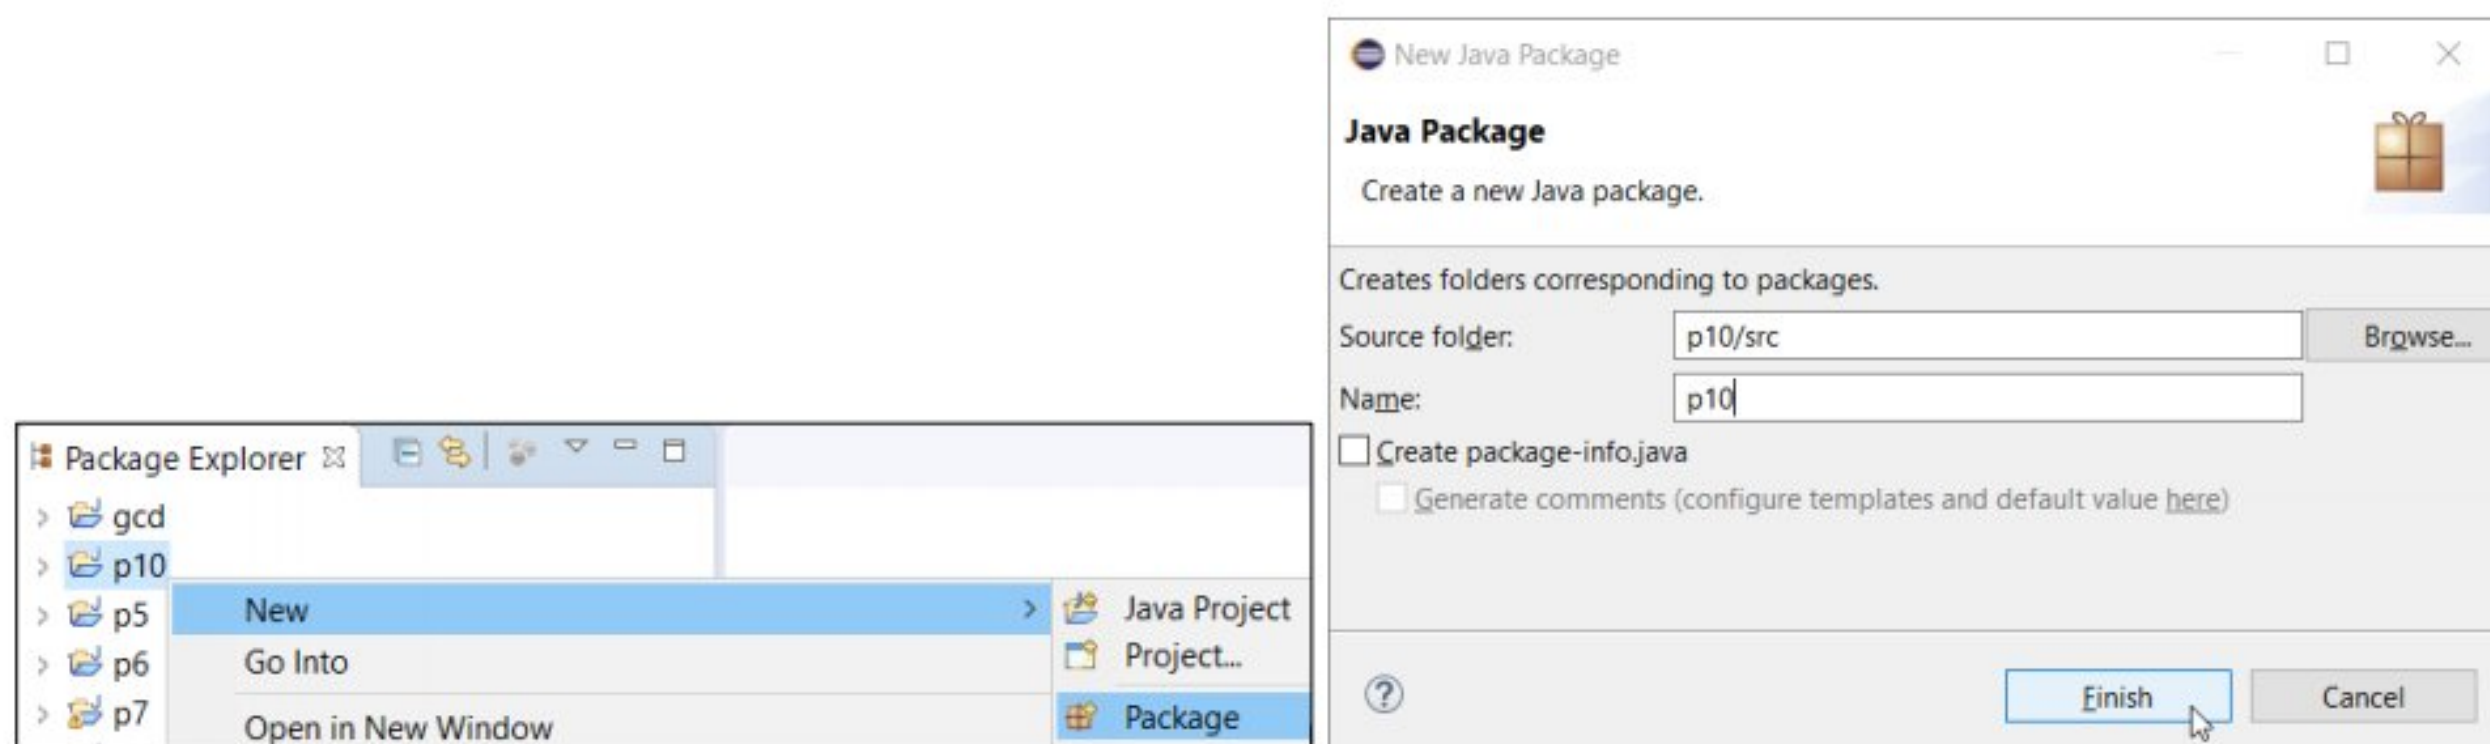 Package Explorer
gcd
p10
p5
p6
p7
New
Go Into
Open in New Window
Java Project
Project...
Package
New Java Package
Java Package
Create a new Java package.
Creates folders corresponding to packages.
Source folder: p10/src Browse...
Name: p10
Create package-info.java
Generate comments (configure templates and default value here)
Finish Cancel